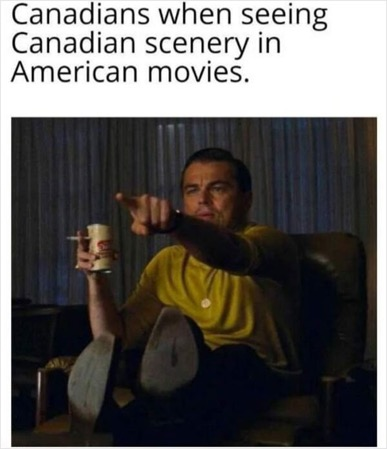 Canadians when seeing
Canadian scenery in
American movies.